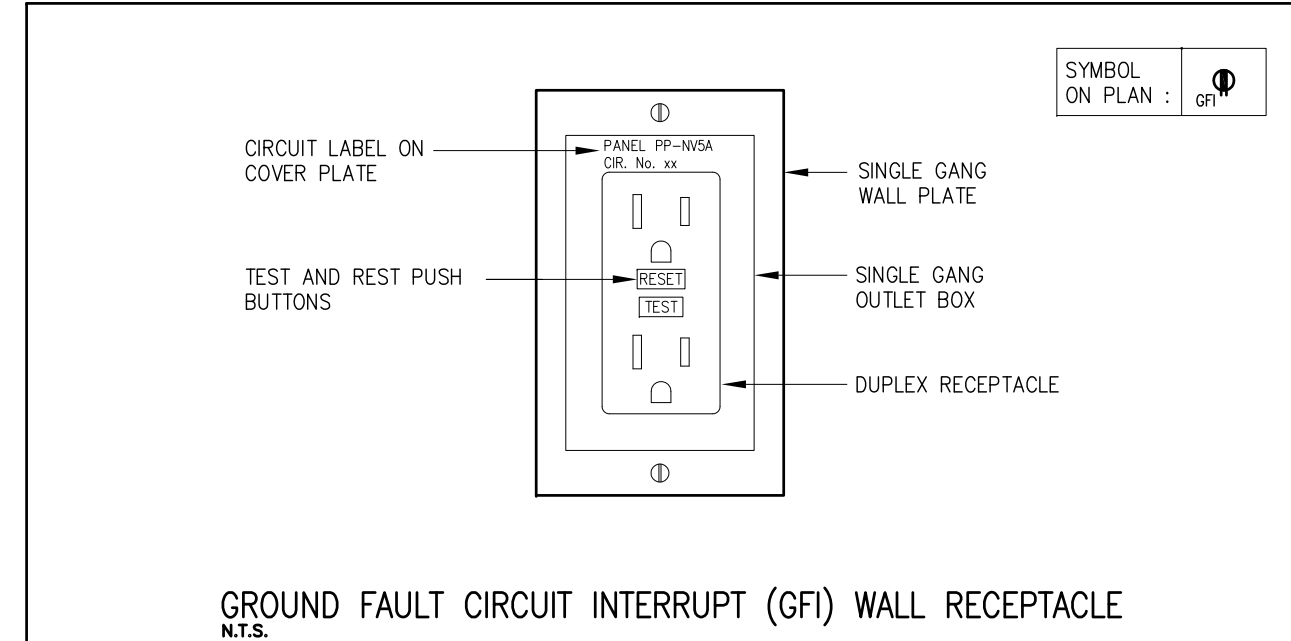 SYMBOL
ON PLAN :
GFI
CIRCUIT LABEL ON
COVER PLATE
PANEL PP-NV5A
CIR. No. xx
SINGLE GANG
WALL PLATE
TEST AND REST PUSH
BUTTONS
RESET
TEST
SINGLE GANG
OUTLET BOX
DUPLEX RECEPTACLE
GROUND FAULT CIRCUIT INTERRUPT (GFI) WALL RECEPTACLE
N.T.S.